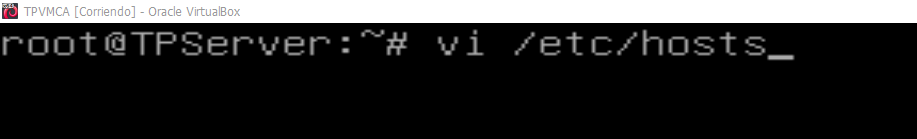 TPVMCA [Corriendo] - Oracle VirtualBox
root@TPServer:~# vi /etc/hosts_